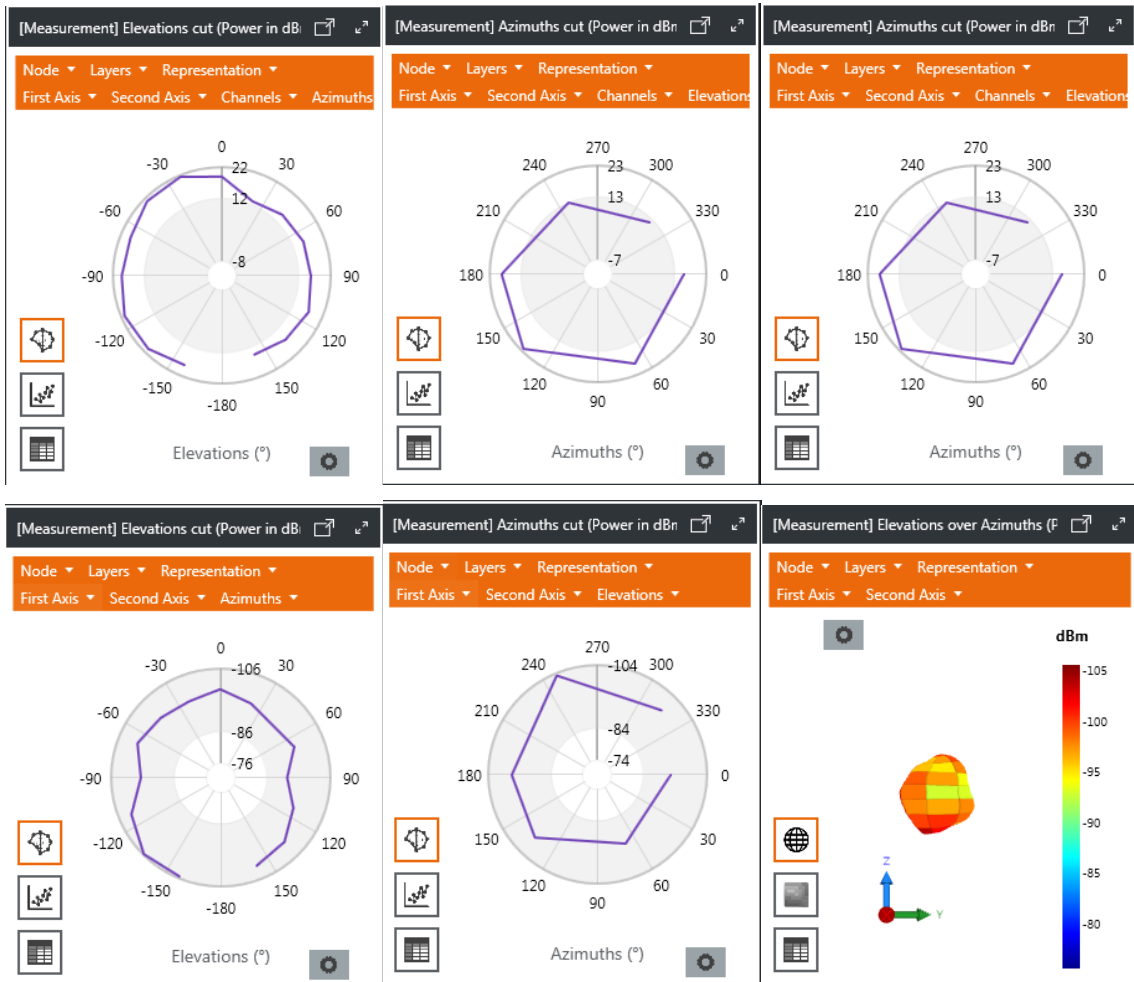 [Measurement] Elevations cut (Power in dB
Node Layers Representation
First Axis Second Axis Channels Azimuths
0
-30 30
22
12
-60 60
-8
-90 90
-120 120
-150 150
-180
Elevations (°)
[Measurement] Azimuths cut (Power in dBm
Node Layers Representation
First Axis Second Axis Channels Elevations
270
240 23 300
13
210 330
-7
180 0
150 30
120 60
90
Azimuths (°)
[Measurement] Azimuths cut (Power in dBm
Node Layers Representation
First Axis Second Axis Channels Elevations
270
240 23 300
13
210 330
-7
180 0
150 30
120 60
90
Azimuths (°)
[Measurement] Elevations cut (Power in dB
Node Layers Representation
First Axis Second Axis Azimuths
0
-30 -106 30
-60 60
-86
-76
-90 90
-120 120
-150 150
-180
Elevations (°)
[Measurement] Azimuths cut (Power in dBm
Node Layers Representation
First Axis Second Axis Elevations
270
240 -104 300
210 330
-84
-74
180 0
150 30
120 60
90
Azimuths (°)
[Measurement] Elevations over Azimuths (P
Node Layers Representation
First Axis Second Axis
dBm
-105
-100
-95
-90
-85
-80
Z
Y